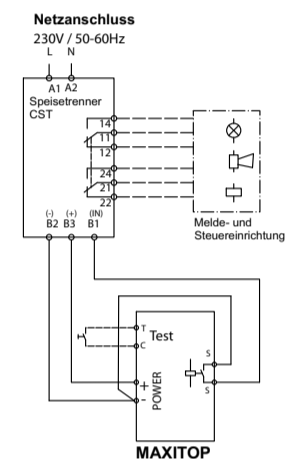 Netzanschluss
230V / 50-60Hz
L N
A1 A2
Speisetrenner
CST
14
11
12
24
21
22
(-) (+) (IN)
B2 B3 B1
Melde- und
Steuereinrichtung
T
Test
C
S
+
POWER
-
S
MAXITOP